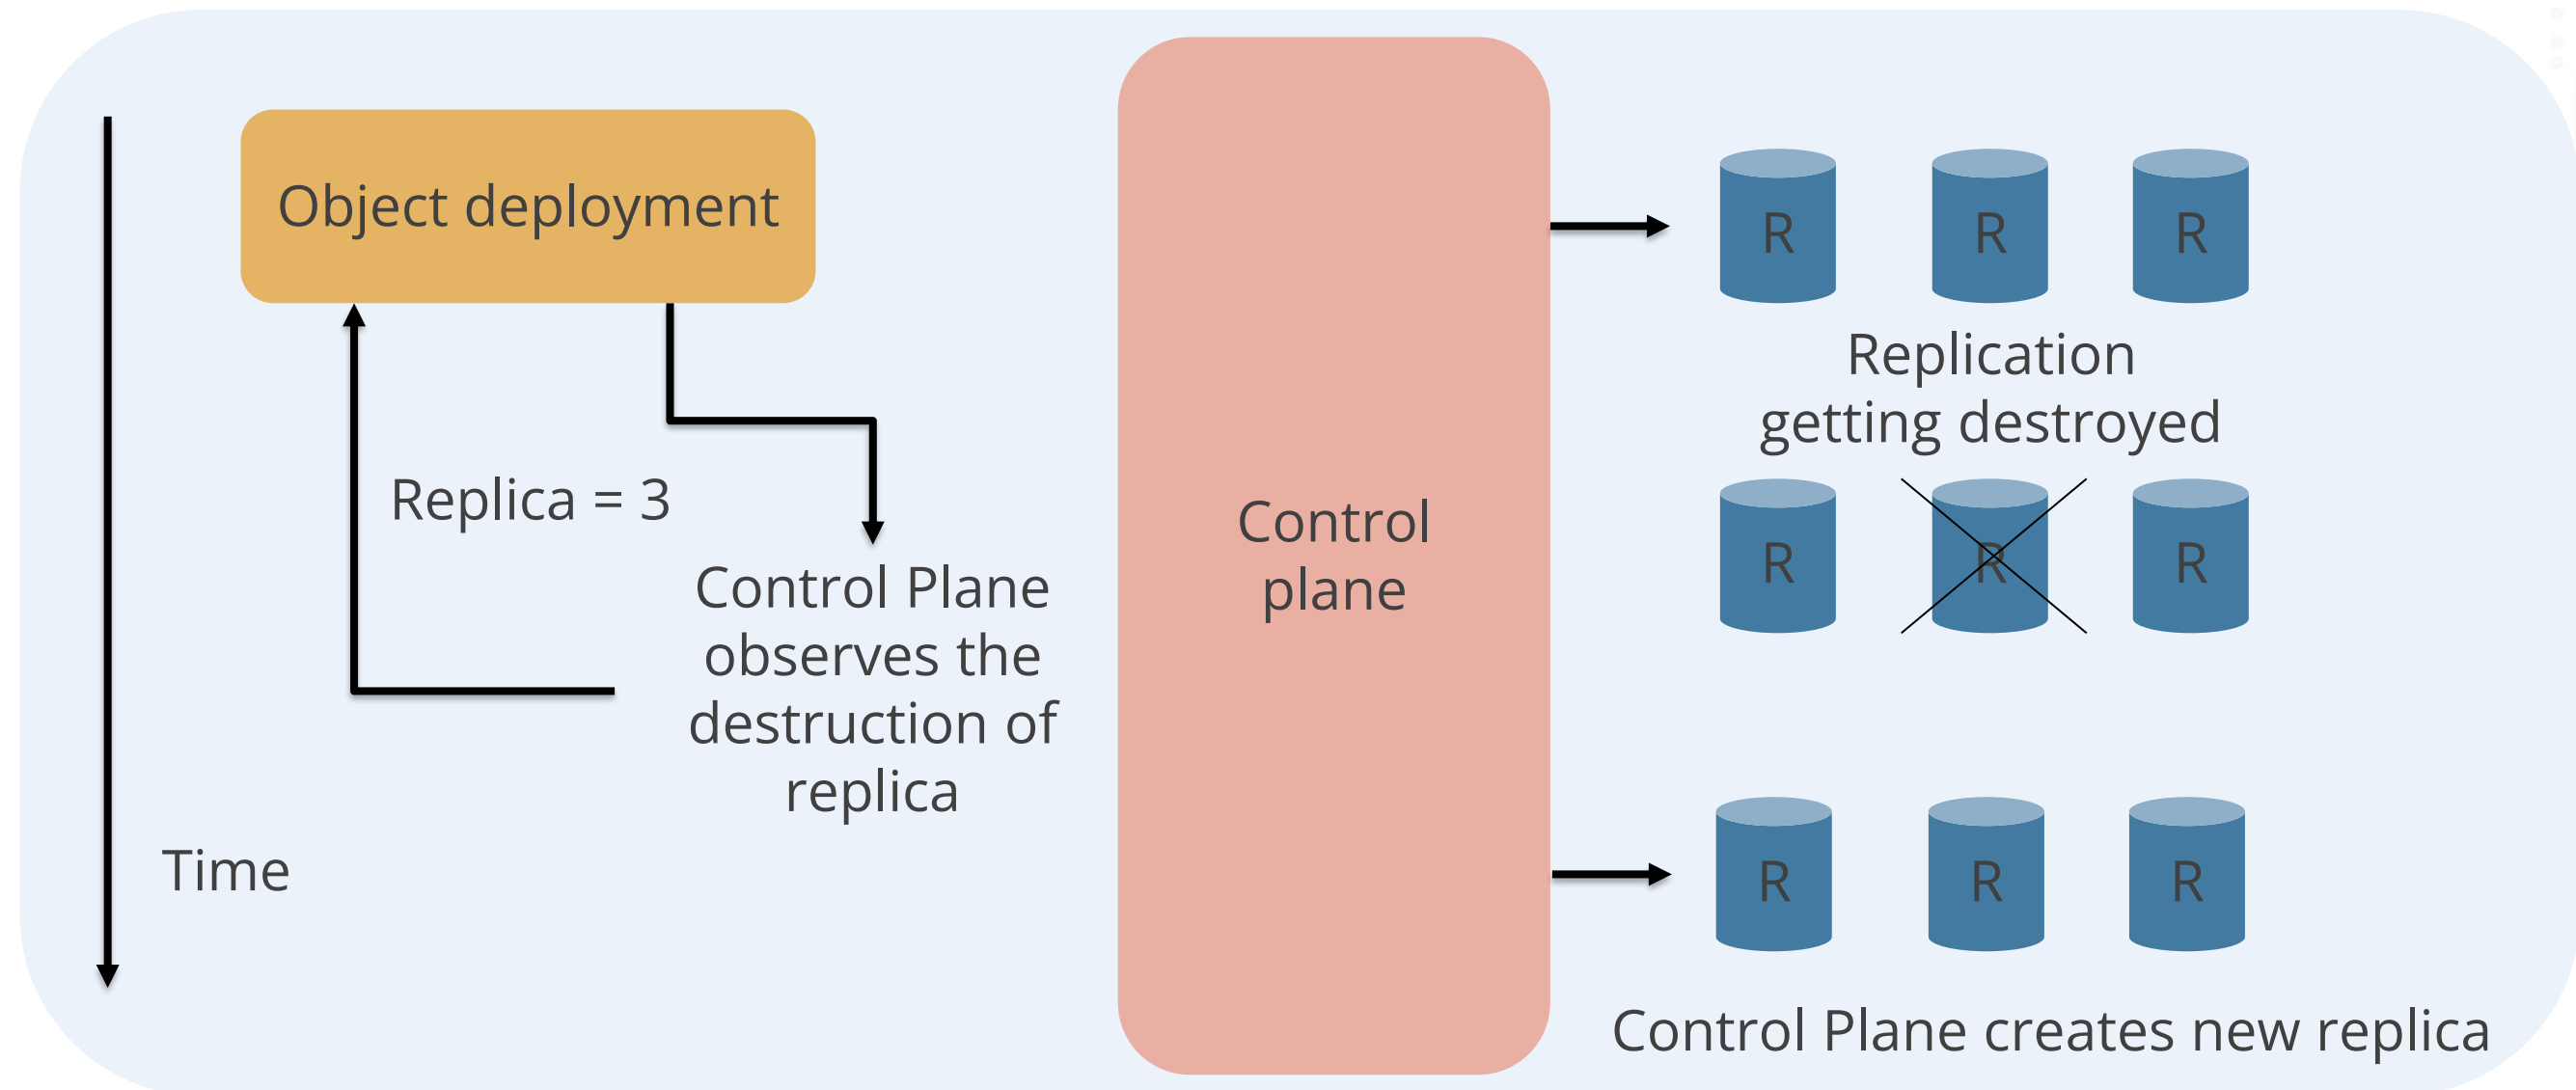 Object deployment
Replica = 3
Control Plane
observes the
destruction of
replica
Time
Control
plane
R
R
R
Replication
getting destroyed
R
R
R
R
R
R
Control Plane creates new replica